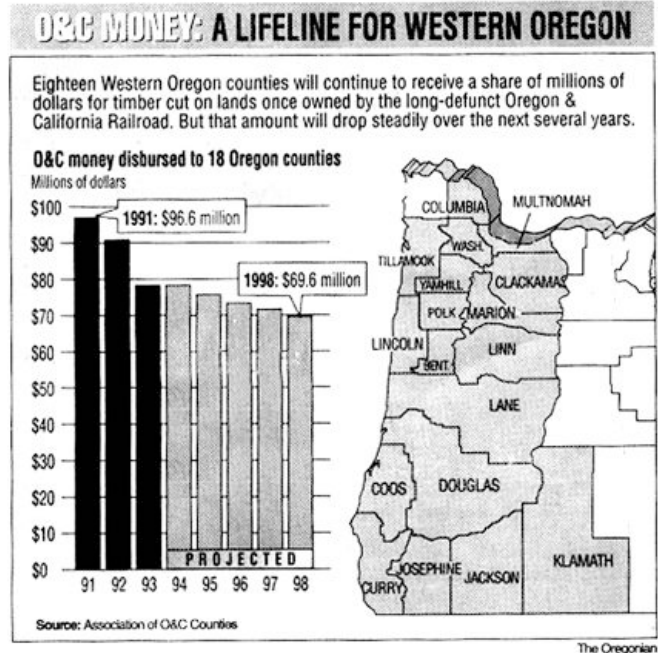 O&C MONEY: A LIFELINE FOR WESTERN OREGON
Eighteen Western Oregon counties will continue to receive a share of millions of
dollars for timber cut on lands once owned by the long-defunct Oregon &
California Railroad. But that amount will drop steadily over the next several years.
O&C money disbursed to 18 Oregon counties
Millions of dollars
$100
$90
$80
$70
$60
$50
$40
$30
$20
$10
$0
1991: $96.6 million
1998: $69.6 million
PROJECTED
91 92 93 94 95 96 97 98
COLUMBIA
MULTNOMAH
WASH.
TILLAMOOK
YAMHILL
CLACKAMAS
POLK
MARION
LINCOLN
BENT.
LINN
LANE
COOS
DOUGLAS
CURRY
JOSEPHINE
JACKSON
KLAMATH
Source: Association of O&C Counties
The Oregonian